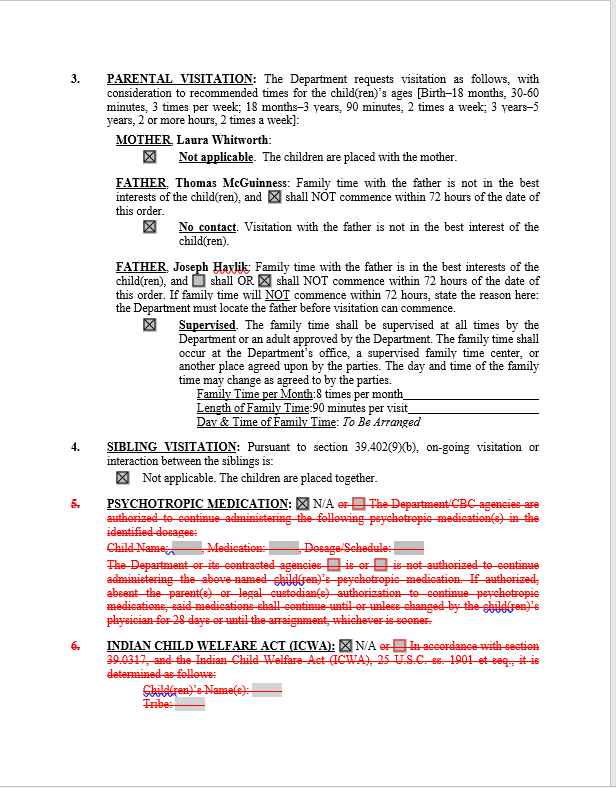 3. PARENTAL VISITATION: The Department requests visitation as follows, with
consideration to recommended times for the child(ren)'s ages [Birth–18 months, 30-60
minutes, 3 times per week; 18 months–3 years, 90 minutes, 2 times a week; 3 years–5
years, 2 or more hours, 2 times a week]:
MOTHER, Laura Whitworth:
☒ Not applicable. The children are placed with the mother.
FATHER, Thomas McGuinness: Family time with the father is not in the best
interests of the child(ren), and ☒ shall NOT commence within 72 hours of the date of
this order.
☒ No contact. Visitation with the father is not in the best interest of the
child(ren).
FATHER, Joseph Havlik: Family time with the father is in the best interests of the
child(ren), and ☐ shall OR ☒ shall NOT commence within 72 hours of the date of
this order. If family time will NOT commence within 72 hours, state the reason here:
the Department must locate the father before visitation can commence.
☒ Supervised. The family time shall be supervised at all times by the
Department or an adult approved by the Department. The family time shall
occur at the Department's office, a supervised family time center, or
another place agreed upon by the parties. The day and time of the family
time may change as agreed to by the parties.
Family Time per Month:8 times per month
Length of Family Time:90 minutes per visit
Day & Time of Family Time: To Be Arranged
4. SIBLING VISITATION: Pursuant to section 39.402(9)(b), on-going visitation or
interaction between the siblings is:
☒ Not applicable. The children are placed together.
5. PSYCHOTROPIC MEDICATION: ☒ N/A or ☐ The Department/CBC agencies are
authorized to continue administering the following psychotropic medication(s) in the
identified dosages:
Child Name: , Medication: , Dosage/Schedule:
The Department or its contracted agencies ☐ is or ☐ is not authorized to continue
administering the above-named child(ren)'s psychotropic medication. If authorized,
absent the parent(s) or legal custodian(s) authorization to continue psychotropic
medications, said medications shall continue until or unless changed by the child(ren)'s
physician for 28 days or until the arraignment, whichever is sooner.
6. INDIAN CHILD WELFARE ACT (ICWA): ☒ N/A or ☐ In accordance with section
39.0317, and the Indian Child Welfare Act (ICWA), 25 U.S.C. ss. 1901 et seq., it is
determined as follows:
Child(ren)'s Name(s):
Tribe: